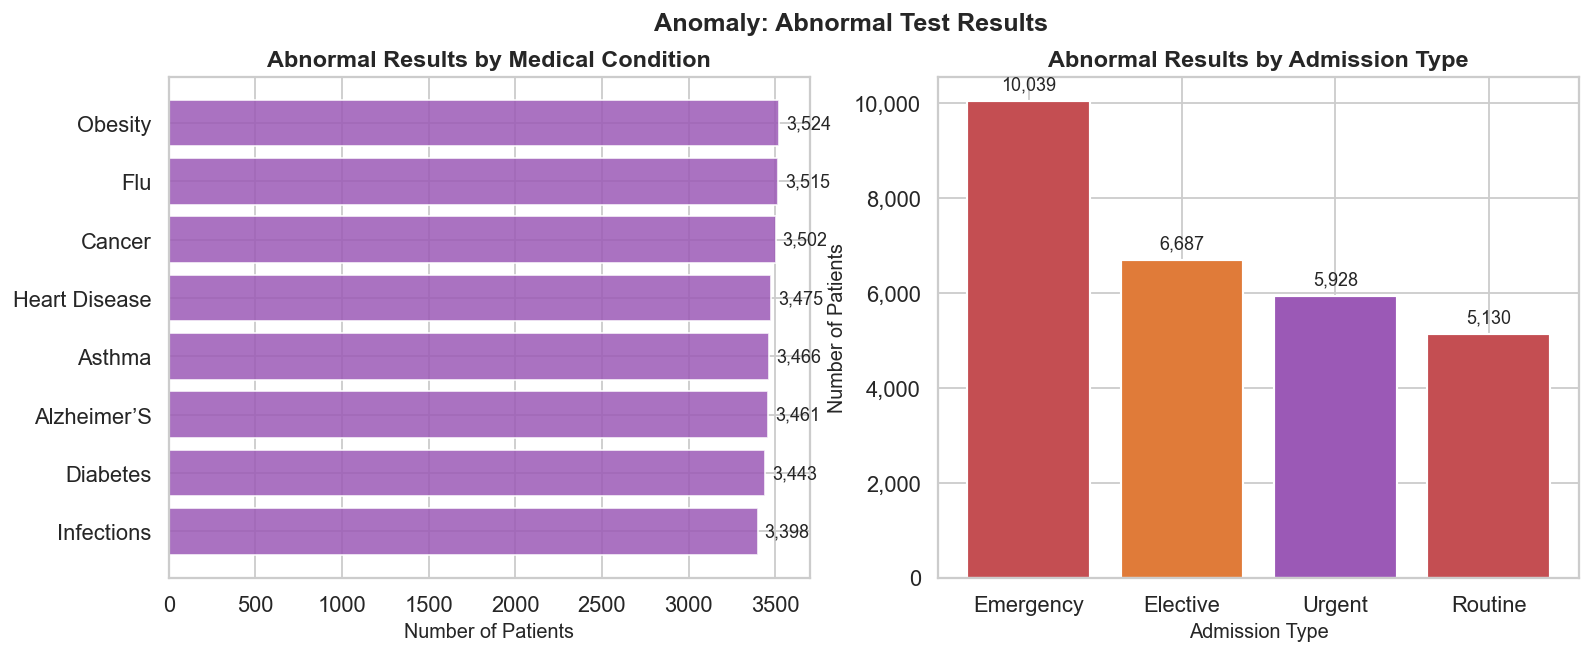 Anomaly: Abnormal Test Results
Abnormal Results by Medical Condition
Obesity
Flu
Cancer
Heart Disease
Asthma
Alzheimer’S
Diabetes
Infections
3,524
3,515
3,502
3,475
3,466
3,461
3,443
3,398
0 500 1000 1500 2000 2500 3000 3500
Number of Patients
Abnormal Results by Admission Type
Number of Patients
10,000
8,000
6,000
4,000
2,000
0
10,039
6,687
5,928
5,130
Emergency Elective Urgent Routine
Admission Type